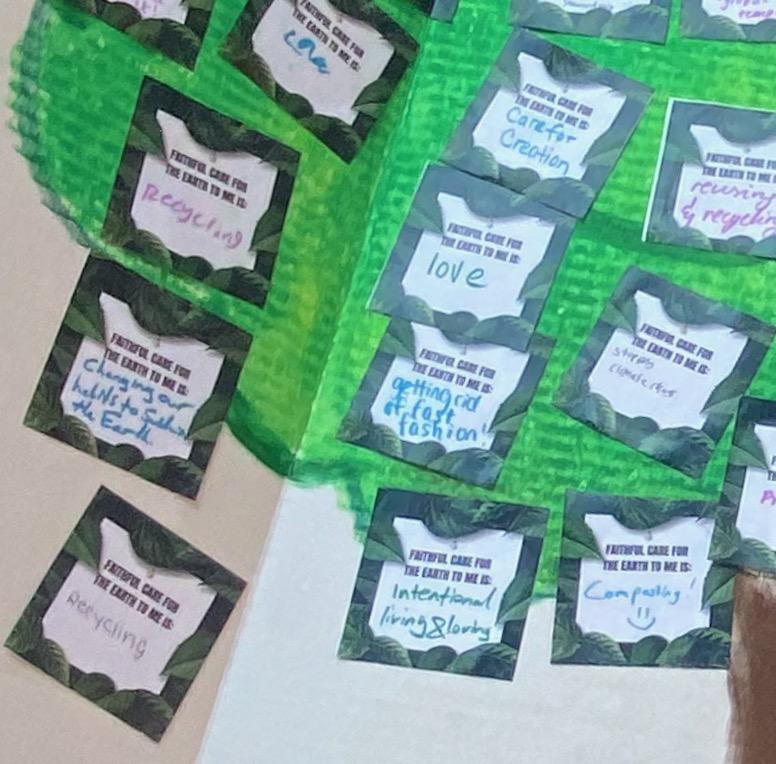 FAITHFUL CARE FOR
THE EARTH TO ME IS:
FAITHFUL CARE FOR
THE EARTH TO ME IS:
Care for
Creation
FAITHFUL CARE FOR
THE EARTH TO ME IS:
Recycling
FAITHFUL CARE FOR
THE EARTH TO ME IS:
reusing
& recycling
FAITHFUL CARE FOR
THE EARTH TO ME IS:
love
FAITHFUL CARE FOR
THE EARTH TO ME IS:
changing our
habits to
the Earth
FAITHFUL CARE FOR
THE EARTH TO ME IS:
getting rid
of fast
fashion!
FAITHFUL CARE FOR
THE EARTH TO ME IS:
FAITHFUL CARE FOR
THE EARTH TO ME IS:
Recycling
FAITHFUL CARE FOR
THE EARTH TO ME IS:
Intentional
living & loving
FAITHFUL CARE FOR
THE EARTH TO ME IS:
Composting!